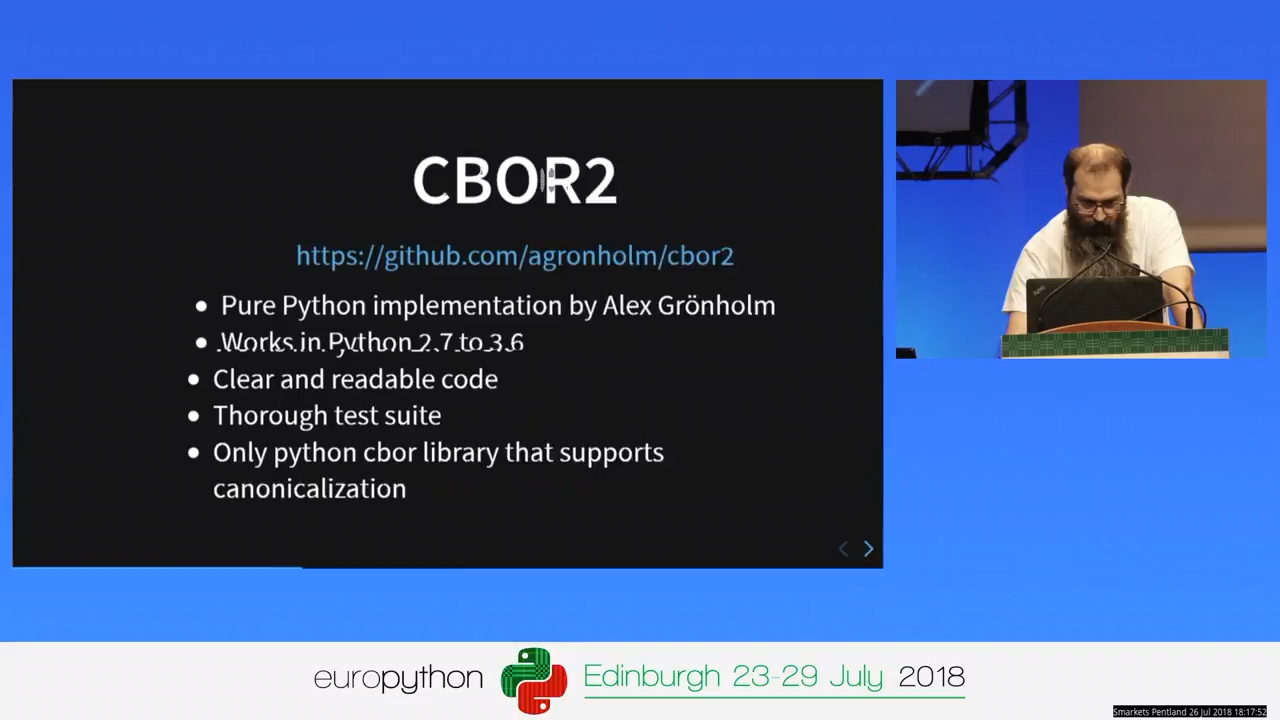 CBOR2
https://github.com/agronholm/cbor2
Pure Python implementation by Alex Grönholm
Works in Python 2.7 to 3.6
Clear and readable code
Thorough test suite
Only python cbor library that supports
canonicalization
europython
Edinburgh 23-29 July 2018
Smarkets Pentland 26 Jul 2018 18:17:52